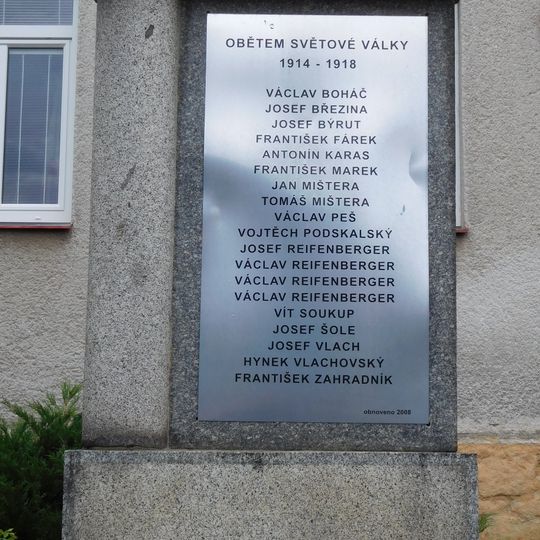 OBĚTEM SVĚTOVÉ VÁLKY
1914 - 1918
VÁCLAV BOHÁČ
JOSEF BŘEZINA
JOSEF BÝRUT
FRANTIŠEK FÁREK
ANTONÍN KARAS
FRANTIŠEK MAREK
JAN MIŠTERA
TOMÁŠ MIŠTERA
VÁCLAV PEŠ
VOJTĚCH PODSKALSKÝ
JOSEF REIFENBERGER
VÁCLAV REIFENBERGER
VÁCLAV REIFENBERGER
VÁCLAV REIFENBERGER
VÍT SOUKUP
JOSEF ŠOLE
JOSEF VLACH
HYNEK VLACHOVSKÝ
FRANTIŠEK ZAHRADNÍK
obnoveno 2008